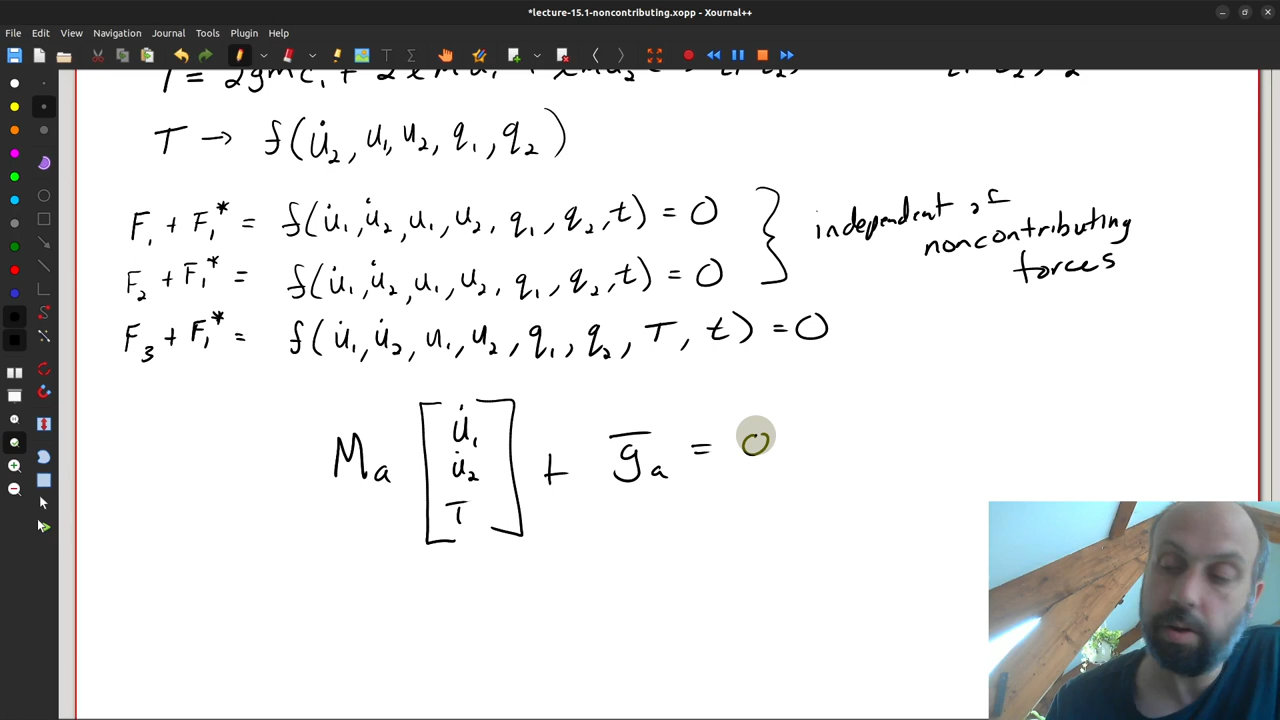 *lecture-15.1-noncontributing.xopp - Xournal++
File Edit View Navigation Journal Tools Plugin Help
T → f(u̇₂, u₁, u₂, q₁, q₂)
F₁ + F₁* = f(u̇₁, u̇₂, u₁, u₂, q₁, q₂, t) = 0
F₂ + F₁* = f(u̇₁, u̇₂, u₁, u₂, q₁, q₂, t) = 0
} independent of
noncontributing
forces
F₃ + F₁* = f(u̇₁, u̇₂, u₁, u₂, q₁, q₂, T, t) = 0
Mₐ [u̇₁ u̇₂ T] + ḡₐ = 0